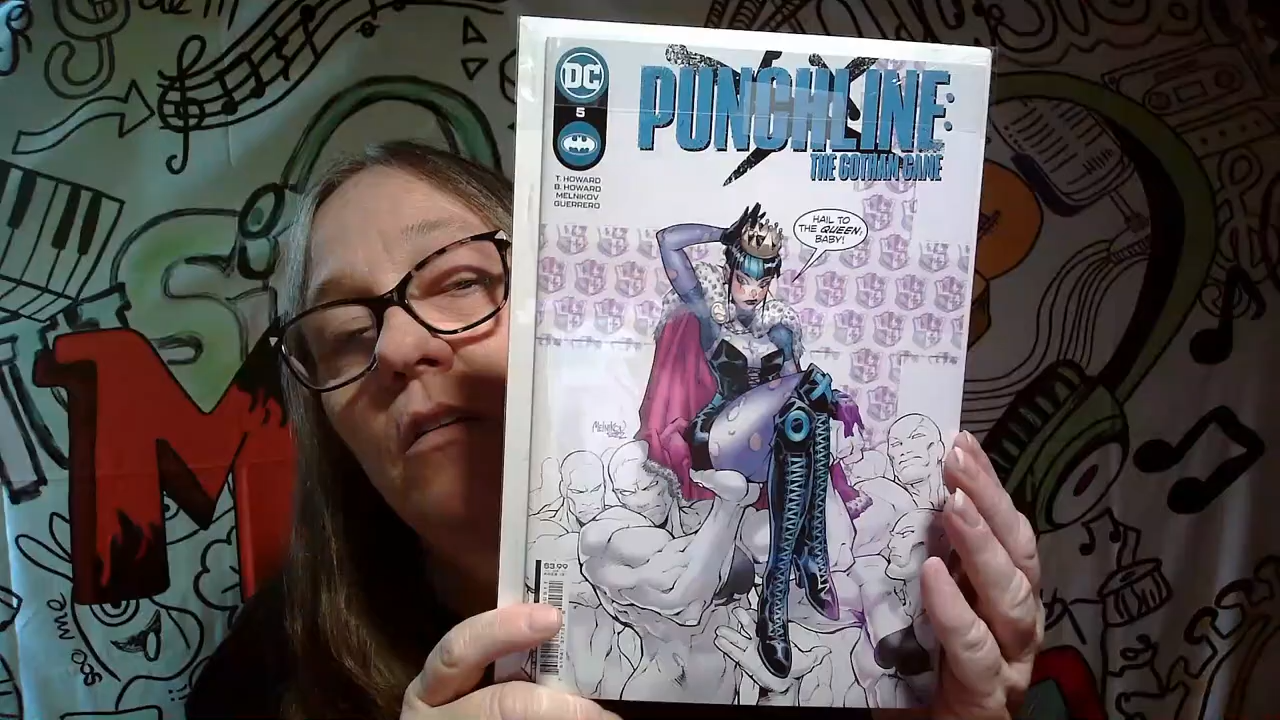 DC
5
PUNCHLINE:
THE GOTHAM GAME
T. HOWARD
B. HOWARD
MELNIKOV
GUERRERO
HAIL TO
THE QUEEN,
BABY!
$3.99
M